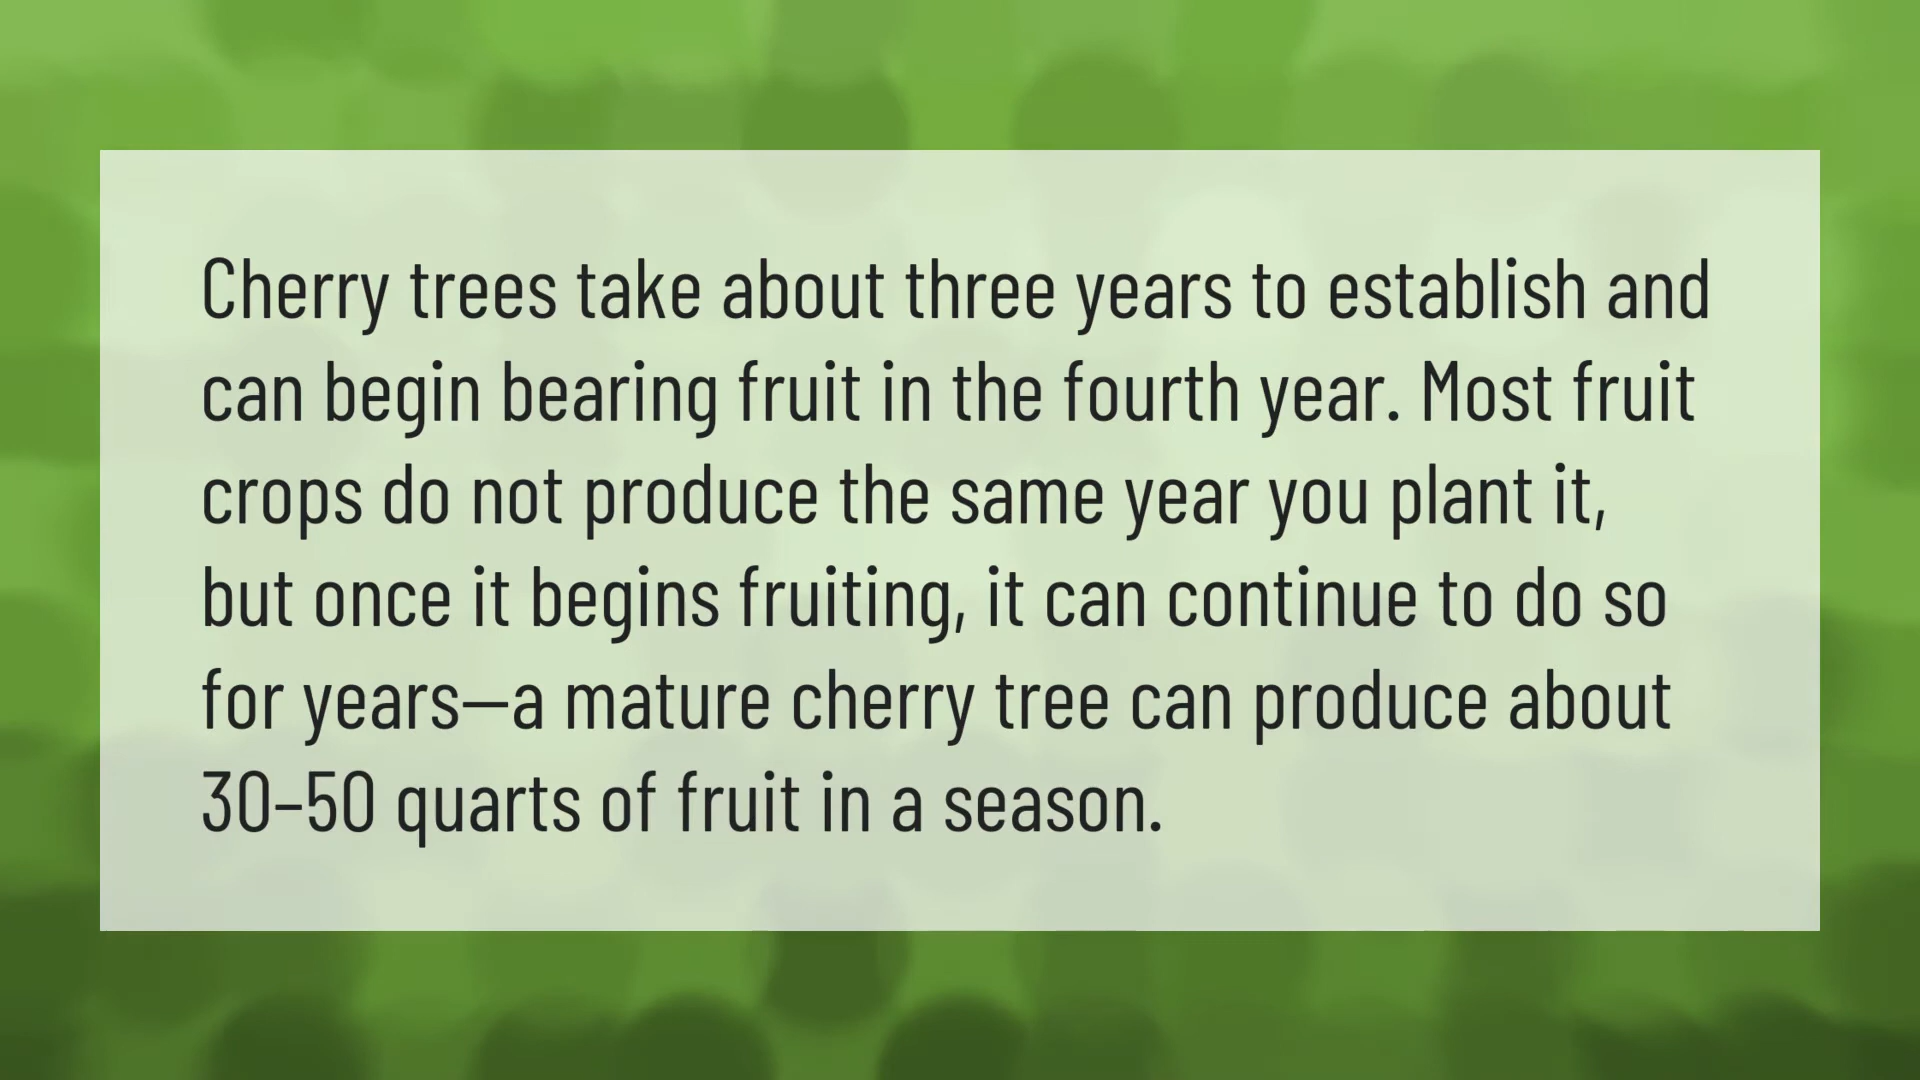 Cherry trees take about three years to establish and
can begin bearing fruit in the fourth year. Most fruit
crops do not produce the same year you plant it,
but once it begins fruiting, it can continue to do so
for years—a mature cherry tree can produce about
30–50 quarts of fruit in a season.